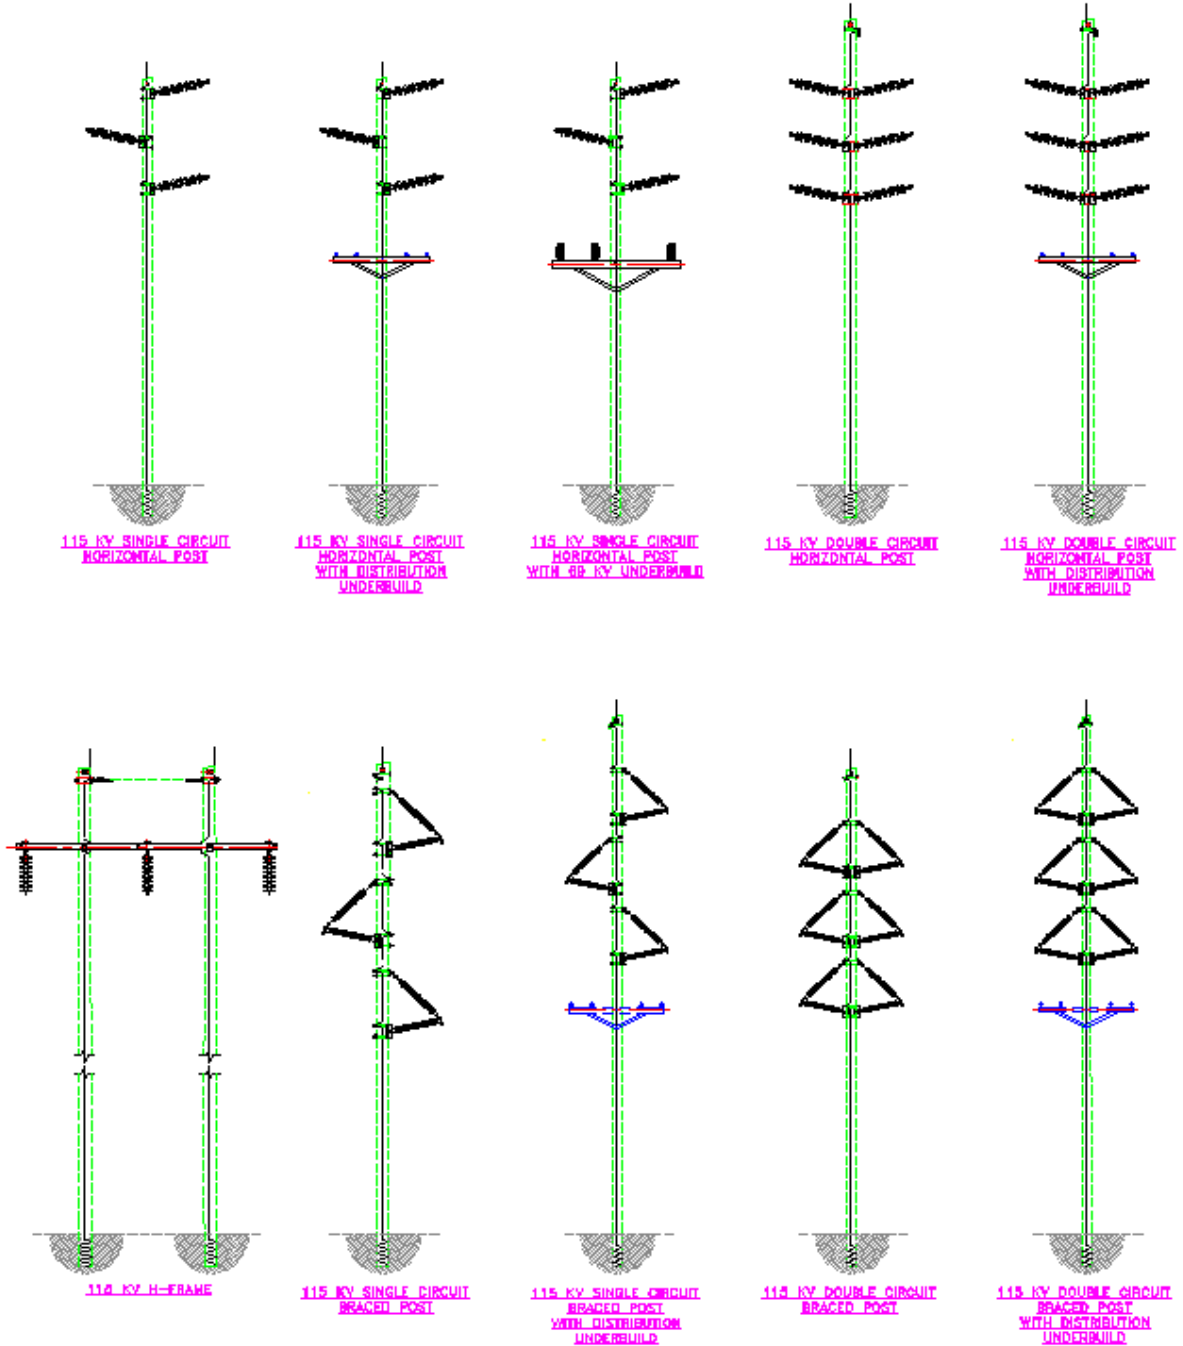 115 KV SINGLE CIRCUIT
HORIZONTAL POST
115 KV SINGLE CIRCUIT
HORIZONTAL POST
WITH DISTRIBUTION
UNDERBUILD
115 KV SINGLE CIRCUIT
HORIZONTAL POST
WITH 69 KV UNDERBUILD
115 KV DOUBLE CIRCUIT
HORIZONTAL POST
115 KV DOUBLE CIRCUIT
HORIZONTAL POST
WITH DISTRIBUTION
UNDERBUILD
115 KV H-FRAME
115 KV SINGLE CIRCUIT
BRACED POST
115 KV SINGLE CIRCUIT
BRACED POST
WITH DISTRIBUTION
UNDERBUILD
115 KV DOUBLE CIRCUIT
BRACED POST
115 KV DOUBLE CIRCUIT
BRACED POST
WITH DISTRIBUTION
UNDERBUILD